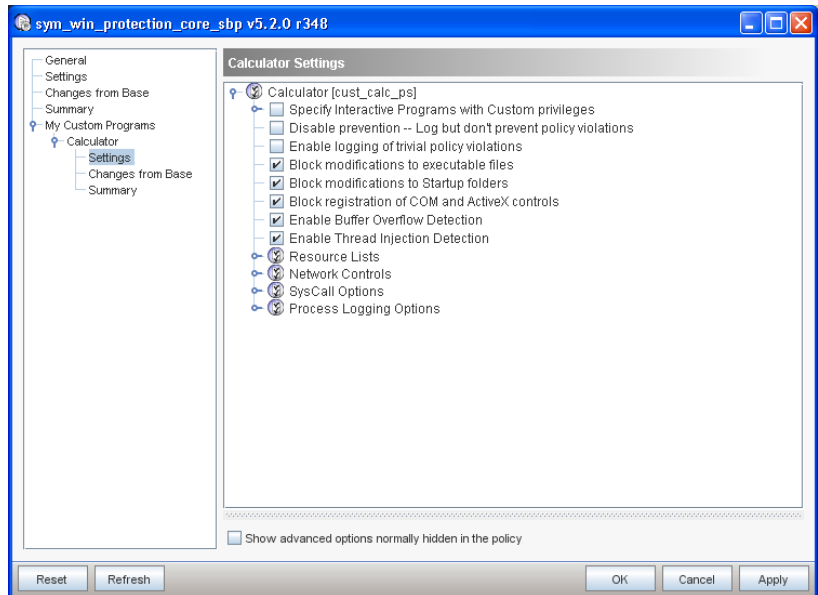 sym_win_protection_core_sbp v5.2.0 r348
General
Settings
Changes from Base
Summary
My Custom Programs
Calculator
Settings
Changes from Base
Summary
Calculator Settings
Calculator [cust_calc_ps]
Specify Interactive Programs with Custom privileges
Disable prevention -- Log but don't prevent policy violations
Enable logging of trivial policy violations
Block modifications to executable files
Block modifications to Startup folders
Block registration of COM and ActiveX controls
Enable Buffer Overflow Detection
Enable Thread Injection Detection
Resource Lists
Network Controls
SysCall Options
Process Logging Options
Show advanced options normally hidden in the policy
Reset Refresh OK Cancel Apply